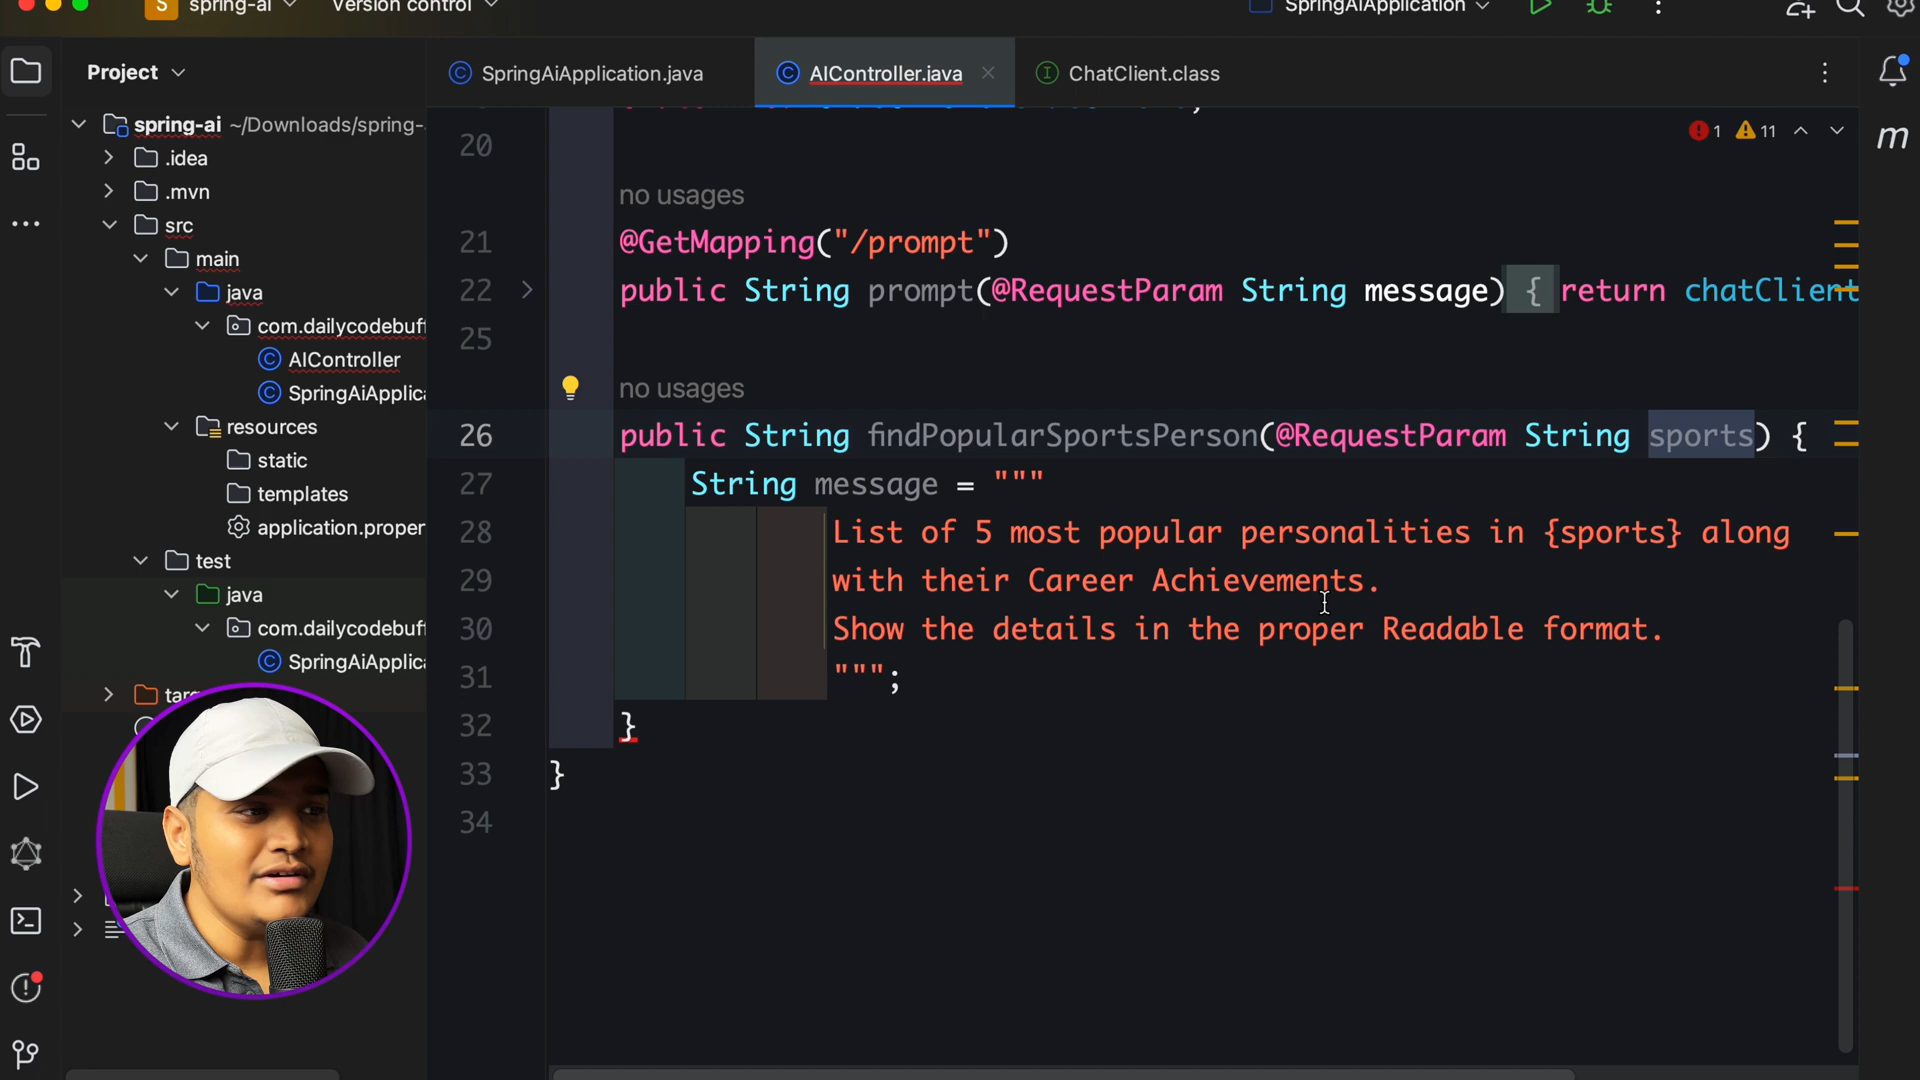 S spring-ai Version control SpringAiApplication
Project SpringAiApplication.java AIController.java ChatClient.class
spring-ai ~/Downloads/spring-
.idea
.mvn
src
main
java
com.dailycodebuff
AIController
SpringAiApplica
resources
static
templates
application.proper
test
java
com.dailycodebuff
SpringAiApplica
1 11
m
20
no usages
21 @GetMapping("/prompt")
22 public String prompt(@RequestParam String message) { return chatClient
25
no usages
26 public String findPopularSportsPerson(@RequestParam String sports) {
27 String message = """
28 List of 5 most popular personalities in {sports} along
29 with their Career Achievements.
30 Show the details in the proper Readable format.
31 """;
32 }
33 }
34